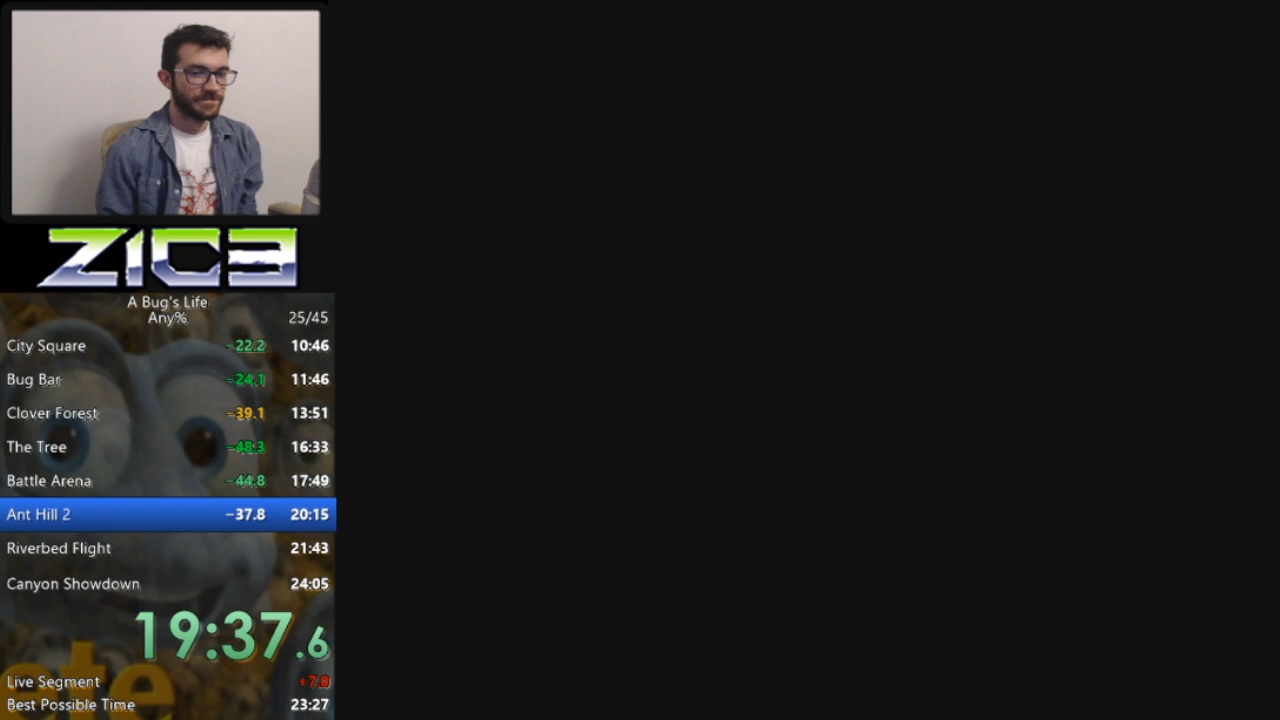 ZIC3
A Bug's Life
Any% 25/45
City Square -22.2 10:46
Bug Bar -24.1 11:46
Clover Forest -39.1 13:51
The Tree -48.3 16:33
Battle Arena -44.8 17:49
Ant Hill 2 -37.8 20:15
Riverbed Flight 21:43
Canyon Showdown 24:05
19:37.6
ete
Live Segment +7.8
Best Possible Time 23:27